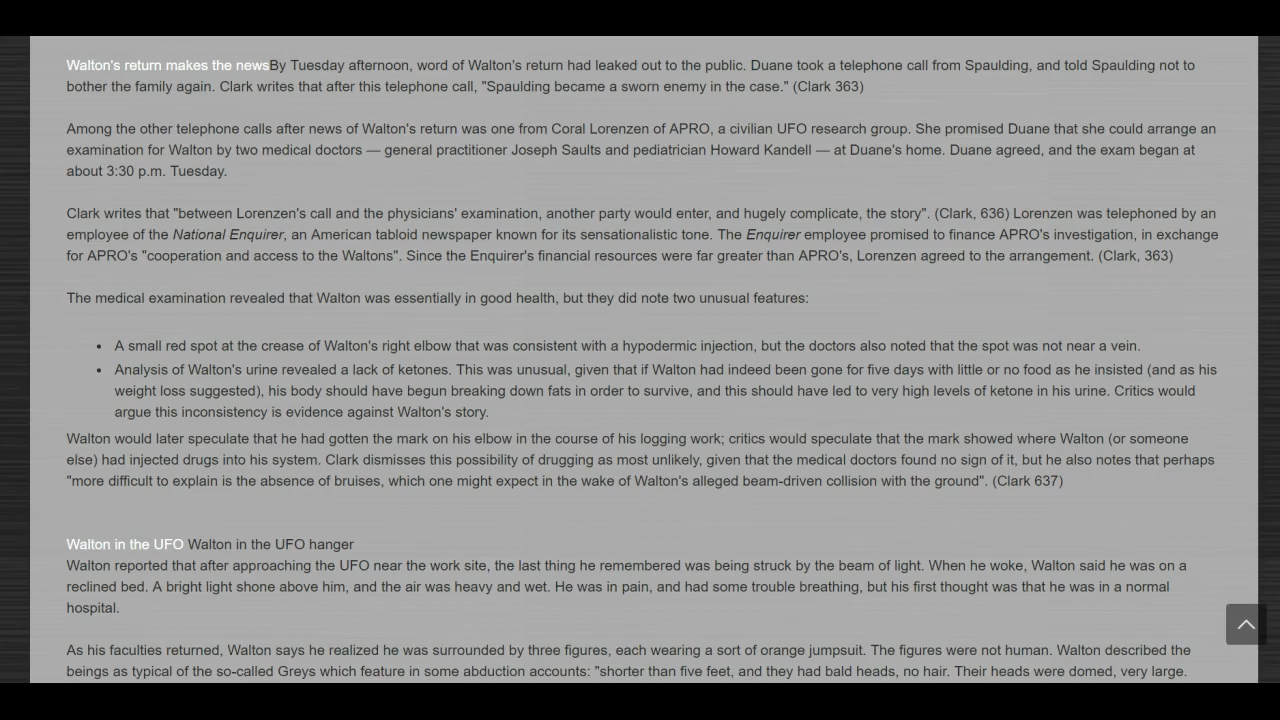 Walton's return makes the newsBy Tuesday afternoon, word of Walton's return had leaked out to the public. Duane took a telephone call from Spaulding, and told Spaulding not to
bother the family again. Clark writes that after this telephone call, "Spaulding became a sworn enemy in the case." (Clark 363)
Among the other telephone calls after news of Walton's return was one from Coral Lorenzen of APRO, a civilian UFO research group. She promised Duane that she could arrange an
examination for Walton by two medical doctors — general practitioner Joseph Saults and pediatrician Howard Kandell — at Duane's home. Duane agreed, and the exam began at
about 3:30 p.m. Tuesday.
Clark writes that "between Lorenzen's call and the physicians' examination, another party would enter, and hugely complicate, the story". (Clark, 636) Lorenzen was telephoned by an
employee of the National Enquirer, an American tabloid newspaper known for its sensationalistic tone. The Enquirer employee promised to finance APRO's investigation, in exchange
for APRO's "cooperation and access to the Waltons". Since the Enquirer's financial resources were far greater than APRO's, Lorenzen agreed to the arrangement. (Clark, 363)
The medical examination revealed that Walton was essentially in good health, but they did note two unusual features:
• A small red spot at the crease of Walton's right elbow that was consistent with a hypodermic injection, but the doctors also noted that the spot was not near a vein.
• Analysis of Walton's urine revealed a lack of ketones. This was unusual, given that if Walton had indeed been gone for five days with little or no food as he insisted (and as his
weight loss suggested), his body should have begun breaking down fats in order to survive, and this should have led to very high levels of ketone in his urine. Critics would
argue this inconsistency is evidence against Walton's story.
Walton would later speculate that he had gotten the mark on his elbow in the course of his logging work; critics would speculate that the mark showed where Walton (or someone
else) had injected drugs into his system. Clark dismisses this possibility of drugging as most unlikely, given that the medical doctors found no sign of it, but he also notes that perhaps
"more difficult to explain is the absence of bruises, which one might expect in the wake of Walton's alleged beam-driven collision with the ground". (Clark 637)
Walton in the UFO Walton in the UFO hanger
Walton reported that after approaching the UFO near the work site, the last thing he remembered was being struck by the beam of light. When he woke, Walton said he was on a
reclined bed. A bright light shone above him, and the air was heavy and wet. He was in pain, and had some trouble breathing, but his first thought was that he was in a normal
hospital.
As his faculties returned, Walton says he realized he was surrounded by three figures, each wearing a sort of orange jumpsuit. The figures were not human. Walton described the
beings as typical of the so-called Greys which feature in some abduction accounts: "shorter than five feet, and they had bald heads, no hair. Their heads were domed, very large.